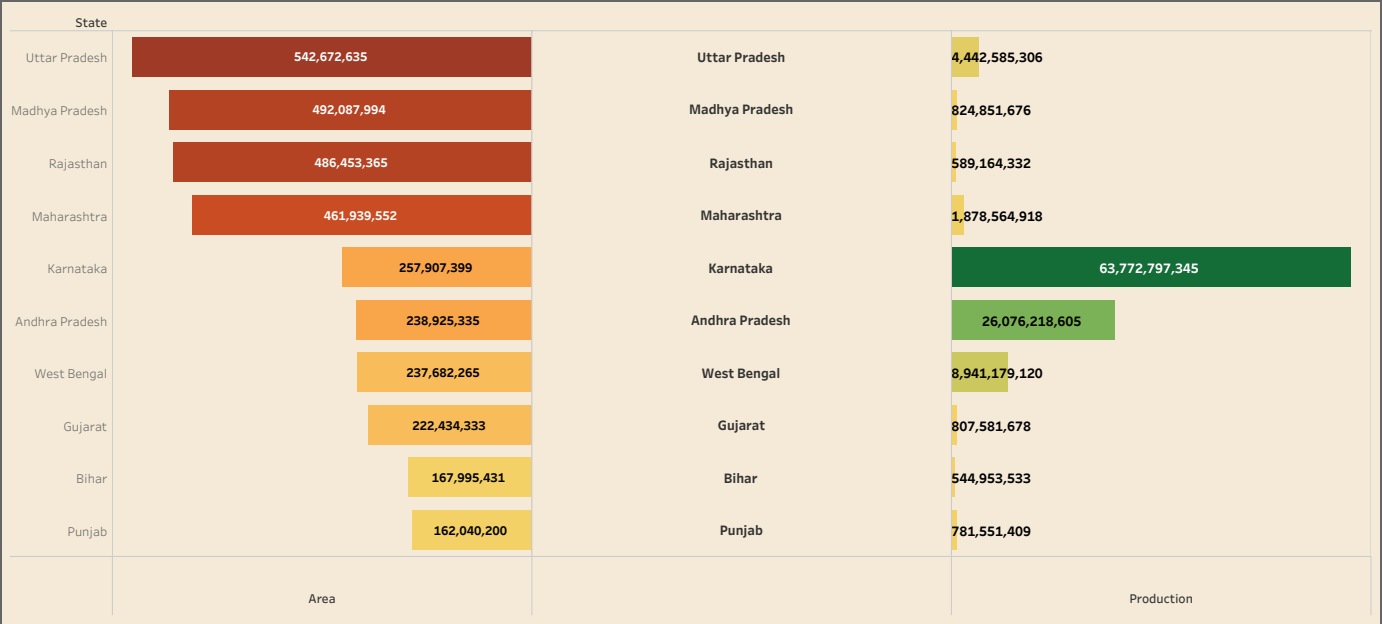 State
Uttar Pradesh 542,672,635 Uttar Pradesh 4,442,585,306
Madhya Pradesh 492,087,994 Madhya Pradesh 824,851,676
Rajasthan 486,453,365 Rajasthan 589,164,332
Maharashtra 461,939,552 Maharashtra 1,878,564,918
Karnataka 257,907,399 Karnataka 63,772,797,345
Andhra Pradesh 238,925,335 Andhra Pradesh 26,076,218,605
West Bengal 237,682,265 West Bengal 8,941,179,120
Gujarat 222,434,333 Gujarat 807,581,678
Bihar 167,995,431 Bihar 544,953,533
Punjab 162,040,200 Punjab 781,551,409
Area Production